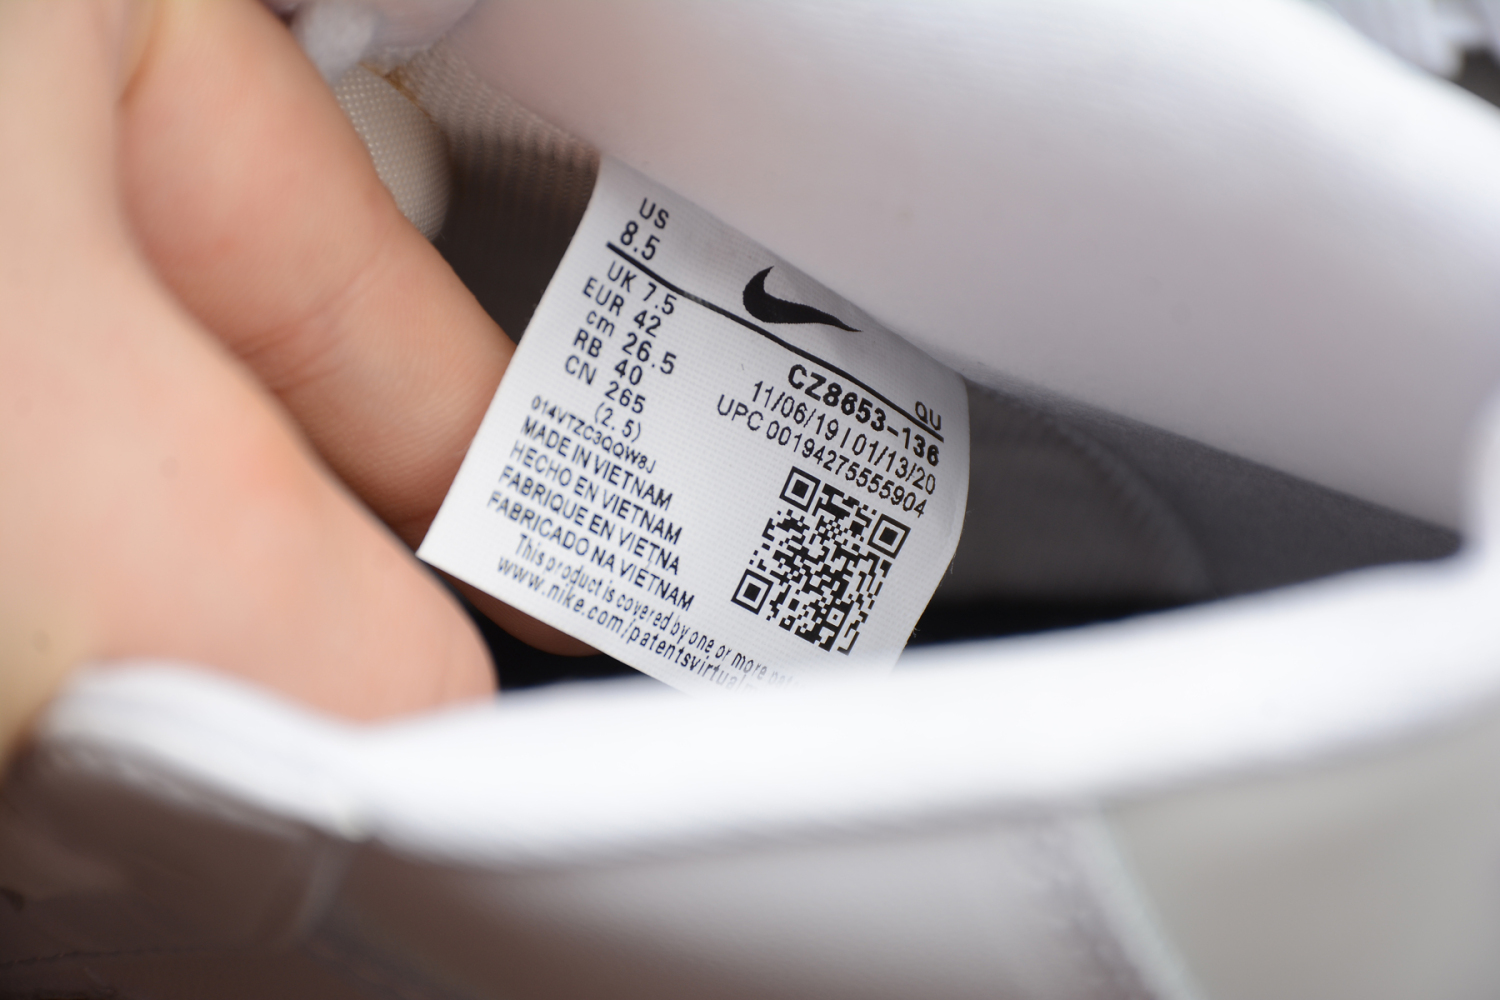 US
8.5
UK 7.5
EUR 42
cm 26.5
RB 40
CN 265
(2.5)
014VTZC3QQW8J
MADE IN VIETNAM
HECHO EN VIETNAM
FABRIQUE EN VIETNA
FABRICADO NA VIETNAM
This product is covered by one or more
www.nike.com/patentsvirtual
QU
CZ8653-136
11/06/19 | 01/13/20
UPC 00194275555904